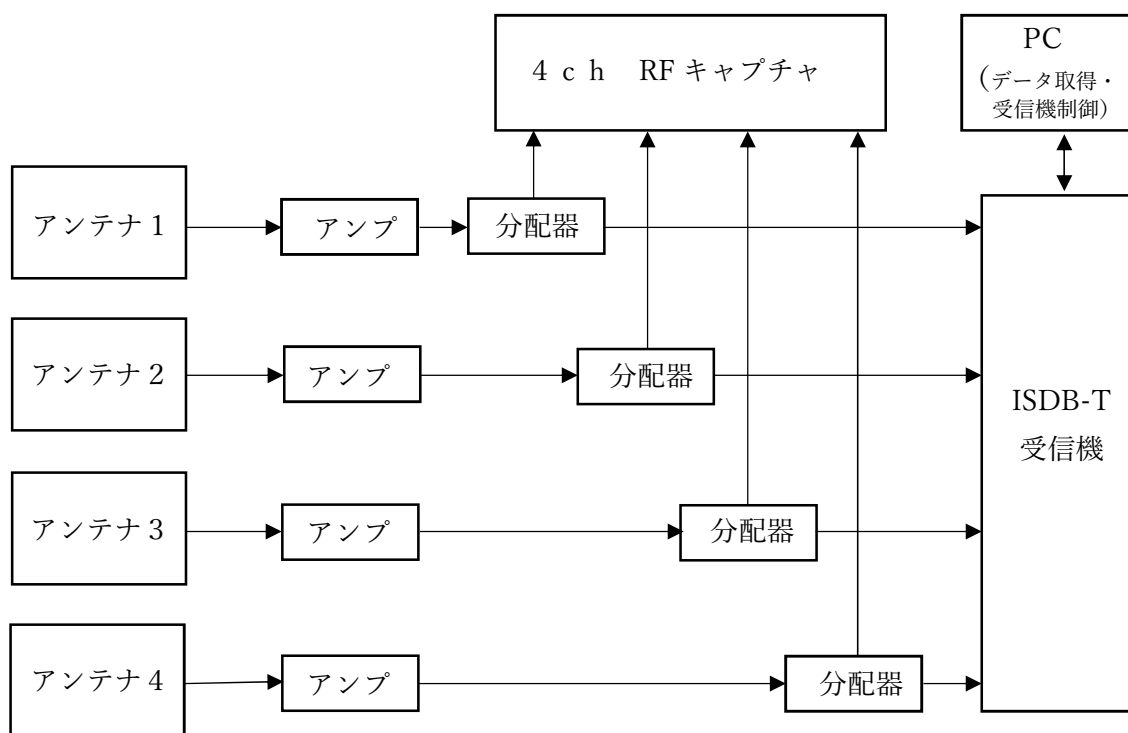 4ch RFキャプチャ
PC
(データ取得・
受信機制御)
アンテナ1
アンプ
分配器
アンテナ2
アンプ
分配器
ISDB-T
受信機
アンテナ3
アンプ
分配器
アンテナ4
アンプ
分配器